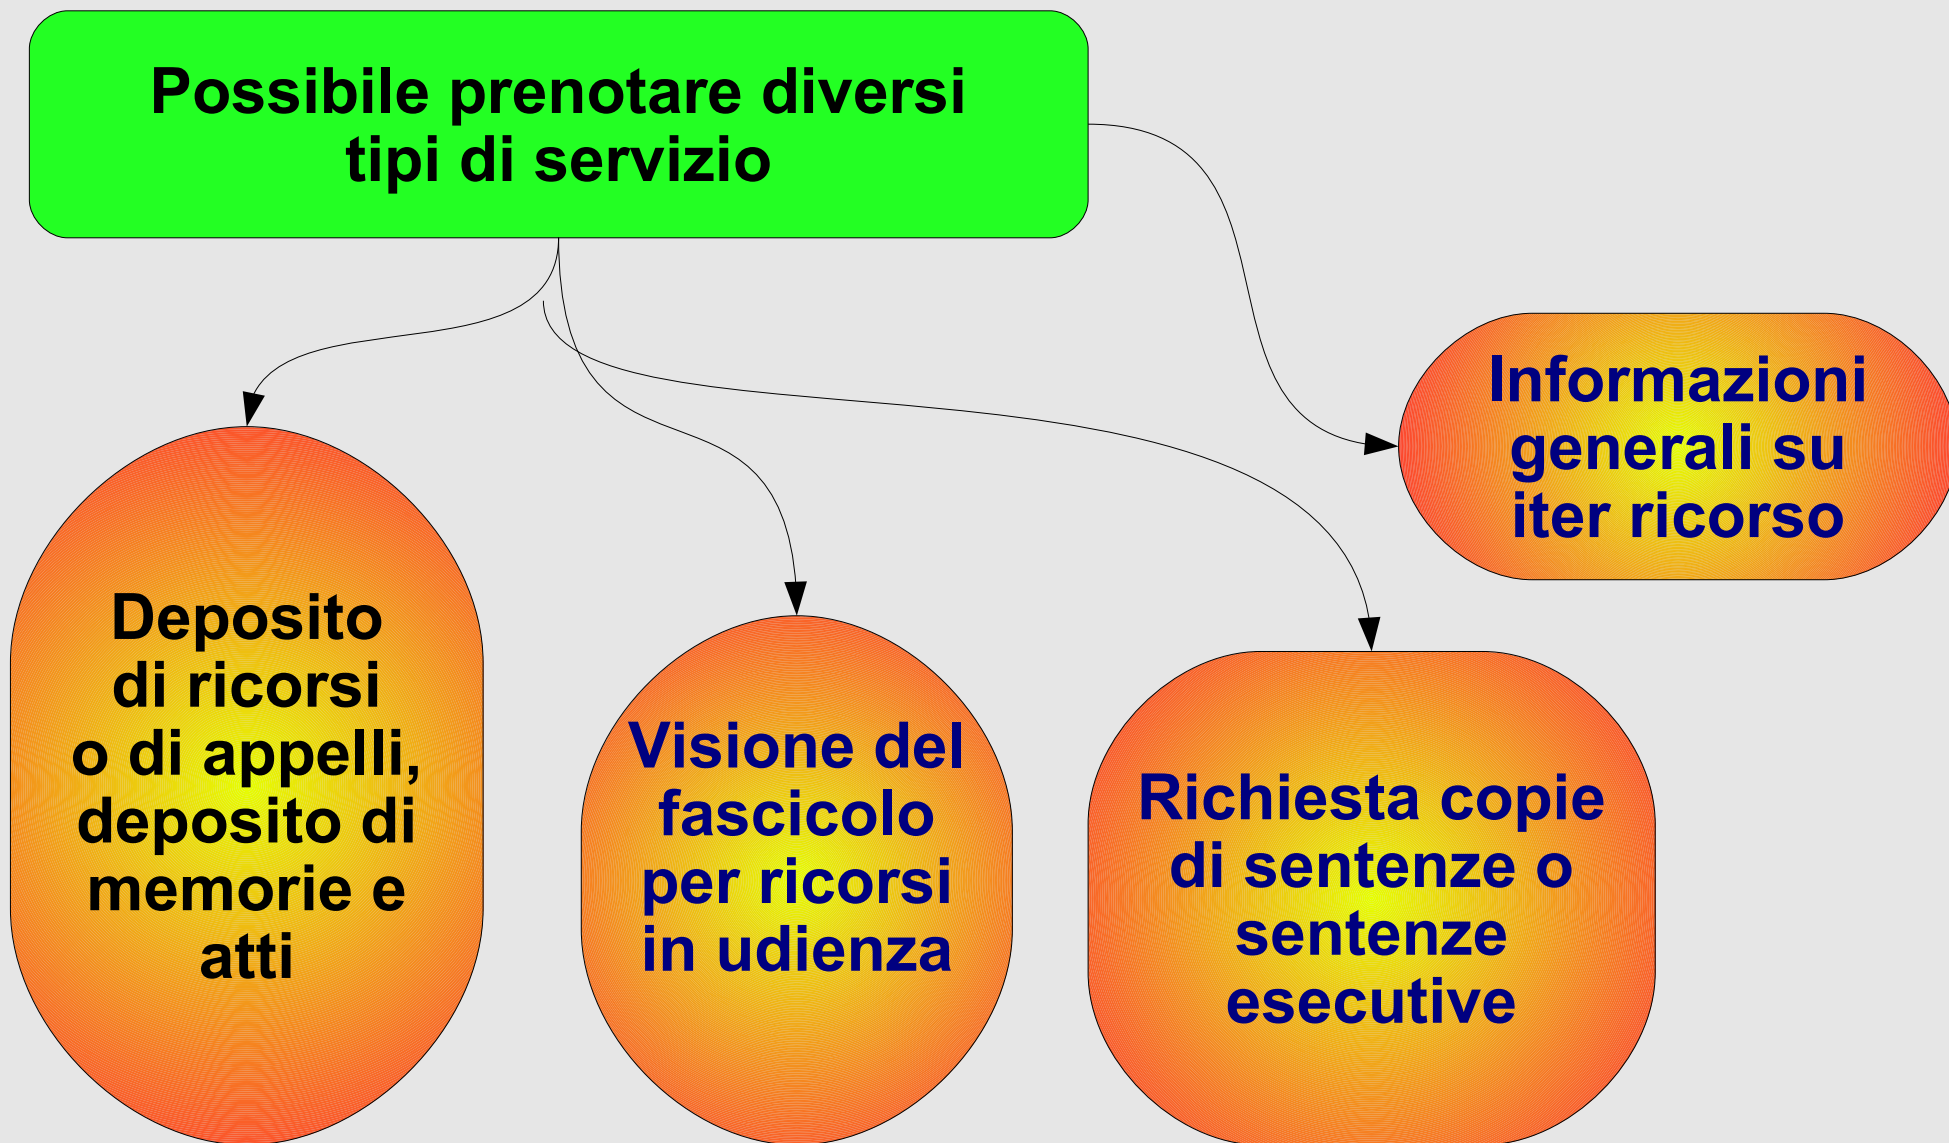 Possibile prenotare diversi
tipi di servizio
Informazioni
generali su
iter ricorso
Deposito
di ricorsi
o di appelli,
deposito di
memorie e
atti
Visione del
fascicolo
per ricorsi
in udienza
Richiesta copie
di sentenze o
sentenze
esecutive